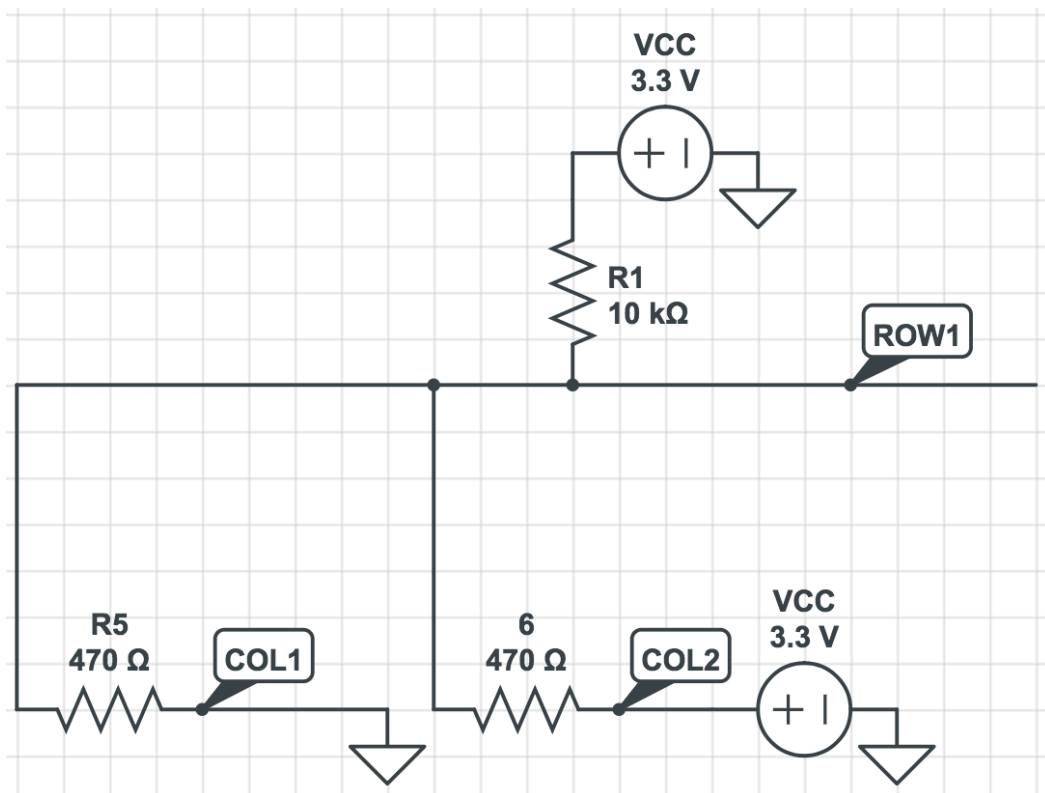 VCC
3.3 V
R1
10 kΩ
ROW1
R5
470 Ω
COL1
6
470 Ω
COL2
VCC
3.3 V